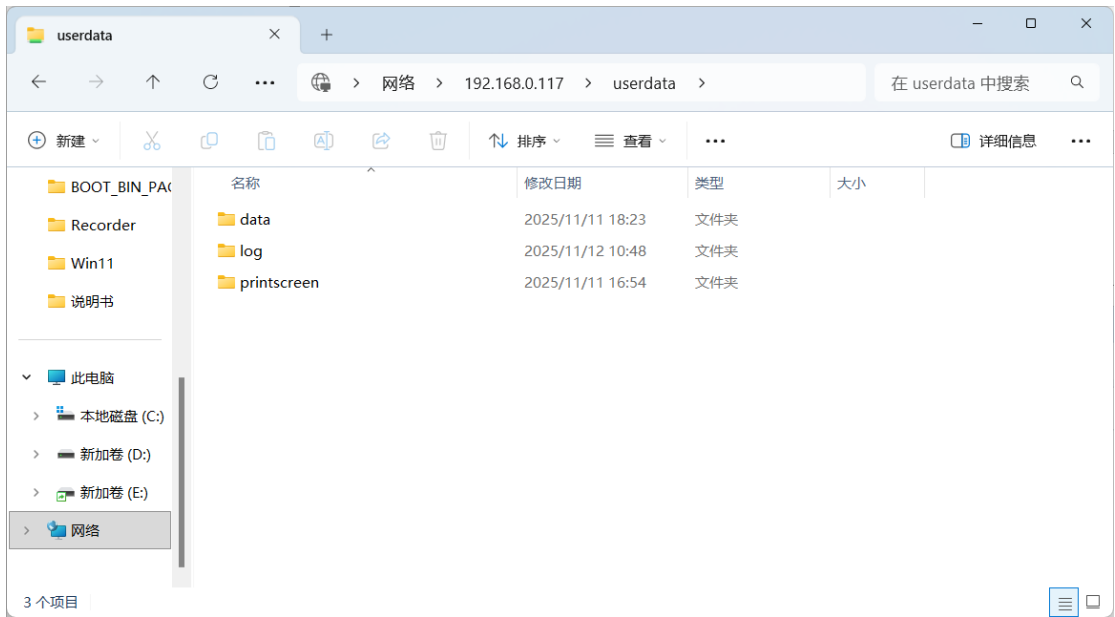 userdata
网络 192.168.0.117 userdata
在 userdata 中搜索
新建 排序 查看 详细信息
名称 修改日期 类型 大小
data 2025/11/11 18:23 文件夹
log 2025/11/12 10:48 文件夹
printscreen 2025/11/11 16:54 文件夹
BOOT_BIN_PAC
Recorder
Win11
说明书
此电脑
本地磁盘 (C:)
新加卷 (D:)
新加卷 (E:)
网络
3 个项目